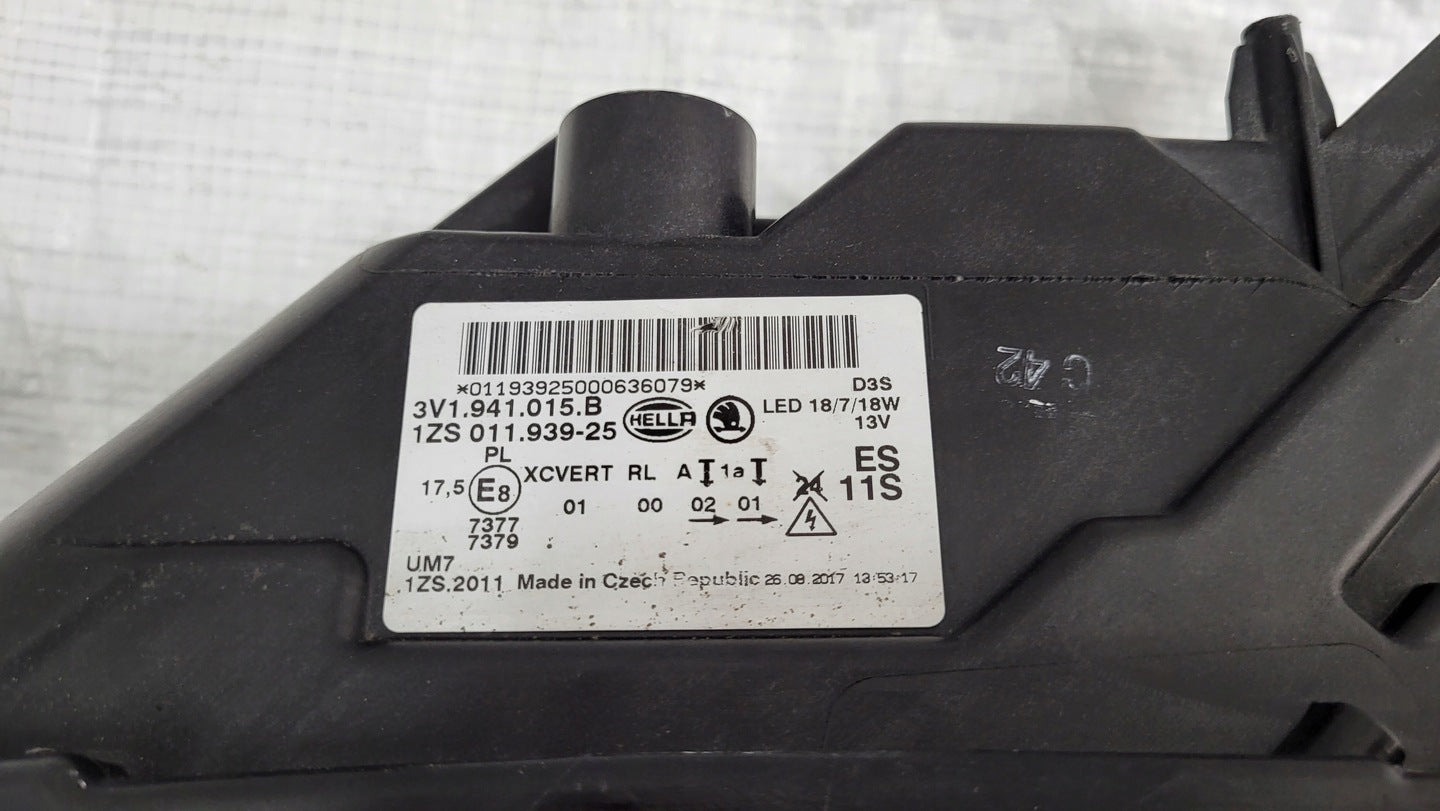 *01193925000636079*
3V1.941.015.B
1ZS 011.939-25
HELLA
D3S
LED 18/7/18W
13V
PL
17,5 E8 XCVERT RL A 1a
01 00 02 01
24
ES
11S
7377
7379
UM7
1ZS.2011 Made in Czech Republic 26.08.2017 13:53:17
C 42